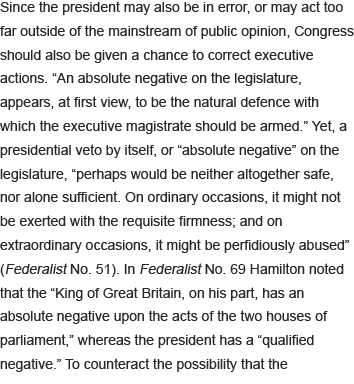 Since the president may also be in error, or may act too
far outside of the mainstream of public opinion, Congress
should also be given a chance to correct executive
actions. “An absolute negative on the legislature,
appears, at first view, to be the natural defence with
which the executive magistrate should be armed.” Yet, a
presidential veto by itself, or “absolute negative” on the
legislature, “perhaps would be neither altogether safe,
nor alone sufficient. On ordinary occasions, it might not
be exerted with the requisite firmness; and on
extraordinary occasions, it might be perfidiously abused”
(Federalist No. 51). In Federalist No. 69 Hamilton noted
that the “King of Great Britain, on his part, has an
absolute negative upon the acts of the two houses of
parliament,” whereas the president has a “qualified
negative.” To counteract the possibility that the